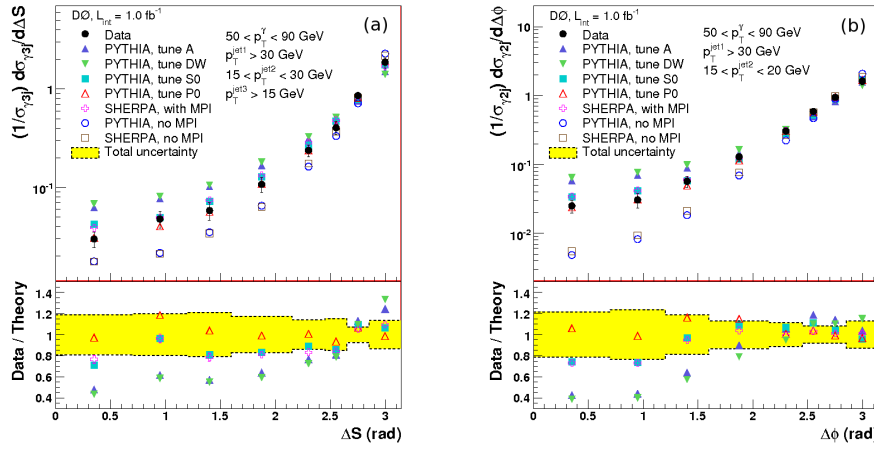 DØ, L_int = 1.0 fb⁻¹ (a)
50 < p_T^γ < 90 GeV
p_T^jet1 > 30 GeV
15 < p_T^jet2 < 30 GeV
p_T^jet3 > 15 GeV
Data
PYTHIA, tune A
PYTHIA, tune DW
PYTHIA, tune S0
PYTHIA, tune P0
SHERPA, with MPI
PYTHIA, no MPI
SHERPA, no MPI
Total uncertainty
(1/σ_γ3j) dσ_γ3j/dΔS
1
10⁻¹
Data / Theory
1.4
1.2
1
0.8
0.6
0.4
0 0.5 1 1.5 2 2.5 3
ΔS (rad)
DØ, L_int = 1.0 fb⁻¹ (b)
50 < p_T^γ < 90 GeV
p_T^jet1 > 30 GeV
15 < p_T^jet2 < 20 GeV
Data
PYTHIA, tune A
PYTHIA, tune DW
PYTHIA, tune S0
PYTHIA, tune P0
SHERPA, with MPI
PYTHIA, no MPI
SHERPA, no MPI
Total uncertainty
(1/σ_γ2j) dσ_γ2j/dΔϕ
10
1
10⁻¹
10⁻²
Data / Theory
1.4
1.2
1
0.8
0.6
0.4
0 0.5 1 1.5 2 2.5 3
Δϕ (rad)